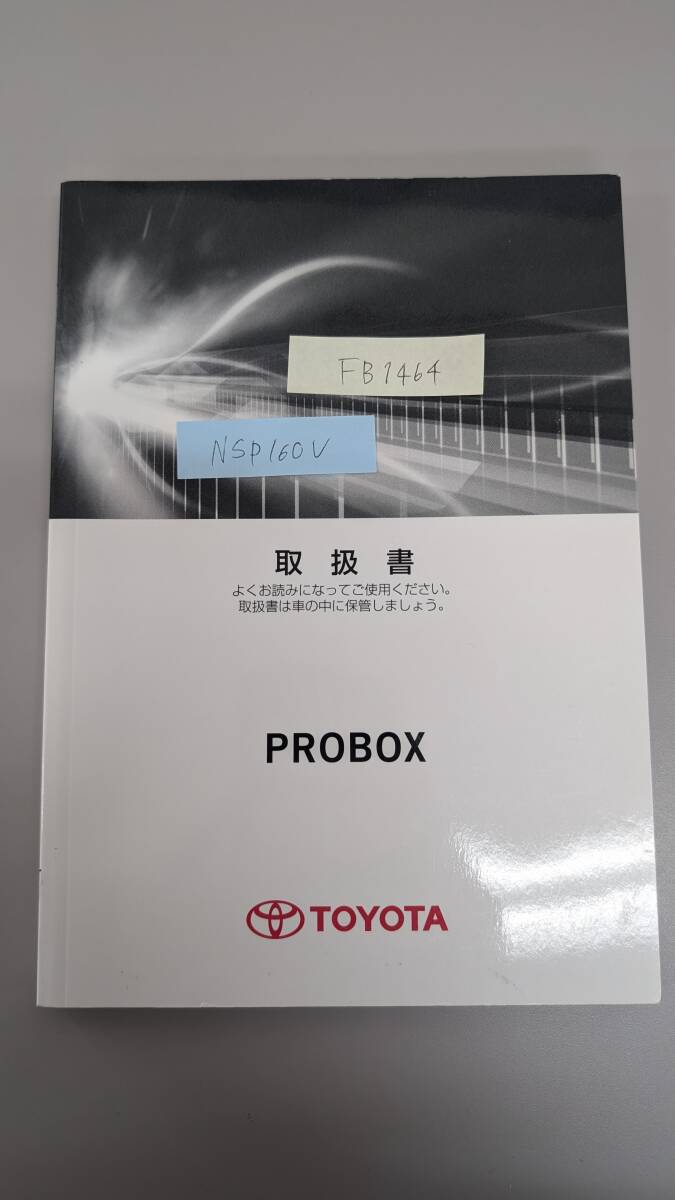 FB1464
NSP160V
取扱書
よくお読みになってご使用ください。
取扱書は車の中に保管しましょう。
PROBOX
TOYOTA